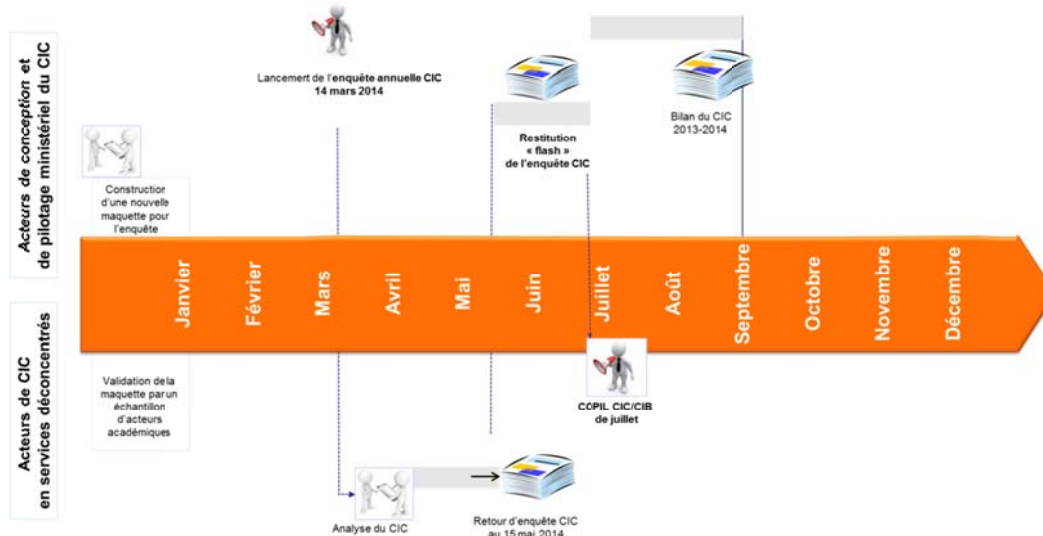 Acteurs de conception et
de pilotage ministériel du CIC
Lancement de l'enquête annuelle CIC
14 mars 2014
Construction
d'une nouvelle
maquette pour
l'enquête
Restitution
« flash »
de l'enquête CIC
Bilan du CIC
2013-2014
Janvier
Février
Mars
Avril
Mai
Juin
Juillet
Août
Septembre
Octobre
Novembre
Décembre
Acteurs de CIC
en services déconcentrés
Validation de la
maquette par un
échantillon
d'acteurs
académiques
COPIL CIC/CIB
de juillet
Analyse du CIC
Retour d'enquête CIC
au 15 mai 2014